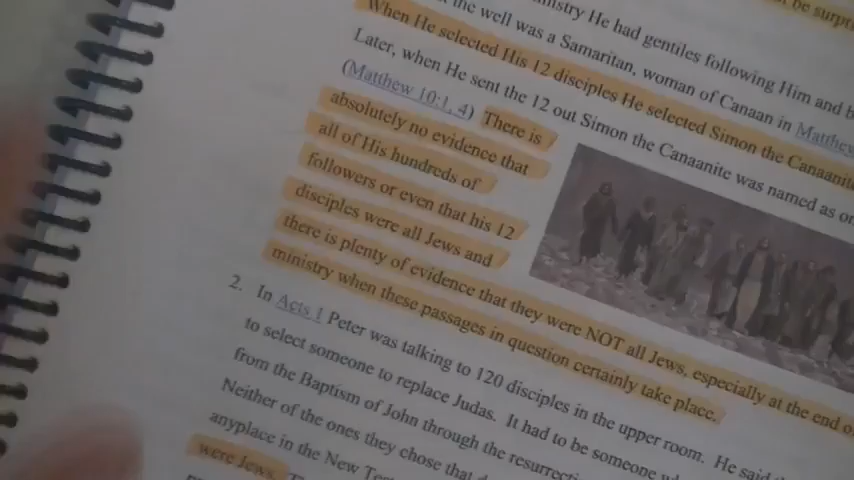 be surpr
ministry He had gentiles following Him and b
the well was a Samaritan, woman of Canaan in Matthew
When He selected His 12 disciples He selected Simon the Canaanite
Later, when He sent the 12 out Simon the Canaanite was named as on
(Matthew 10:1, 4) There is
absolutely no evidence that
all of His hundreds of
followers or even that his 12
disciples were all Jews and
there is plenty of evidence that they were NOT all Jews, especially at the end o
ministry when these passages in question certainly take place.
2. In Acts 1 Peter was talking to 120 disciples in the upper room. He said th
to select someone to replace Judas. It had to be someone w
from the Baptism of John through the resurrecti
Neither of the ones they chose that d
anyplace in the New Te
were Jews.